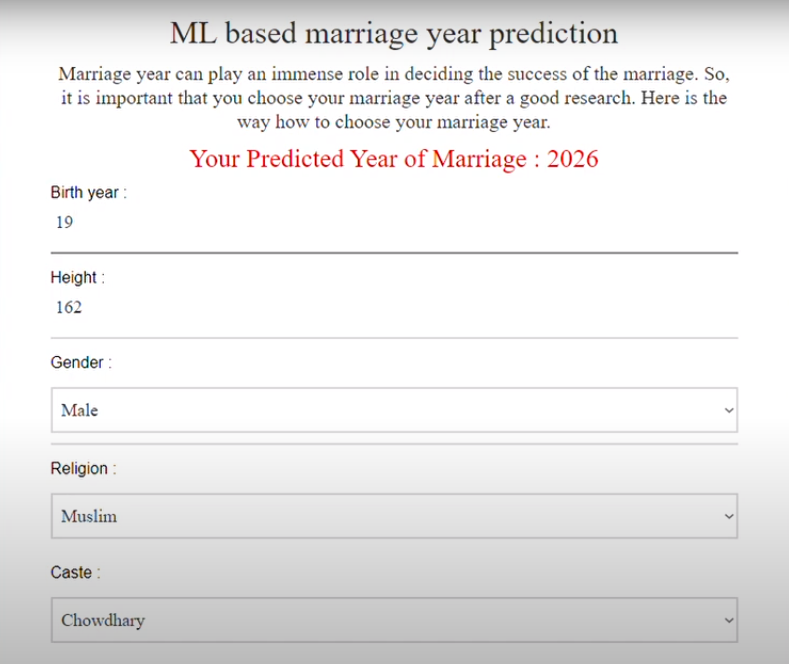 ML based marriage year prediction
Marriage year can play an immense role in deciding the success of the marriage. So,
it is important that you choose your marriage year after a good research. Here is the
way how to choose your marriage year.
Your Predicted Year of Marriage : 2026
Birth year :
19
Height :
162
Gender :
Male
Religion :
Muslim
Caste :
Chowdhary